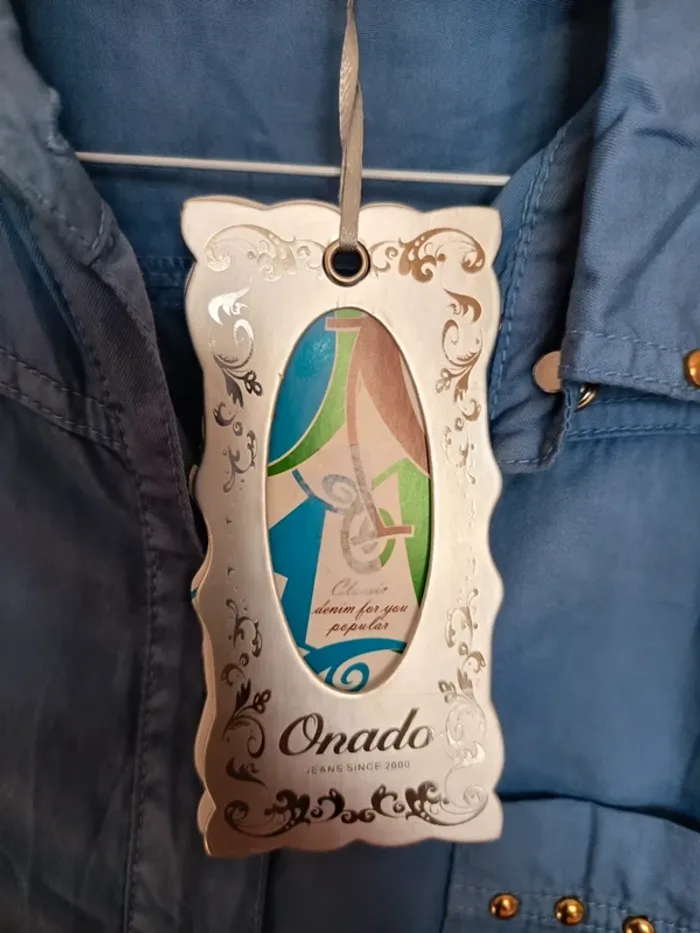 Classic
denim for you
popular
Onado
JEANS SINCE 2000